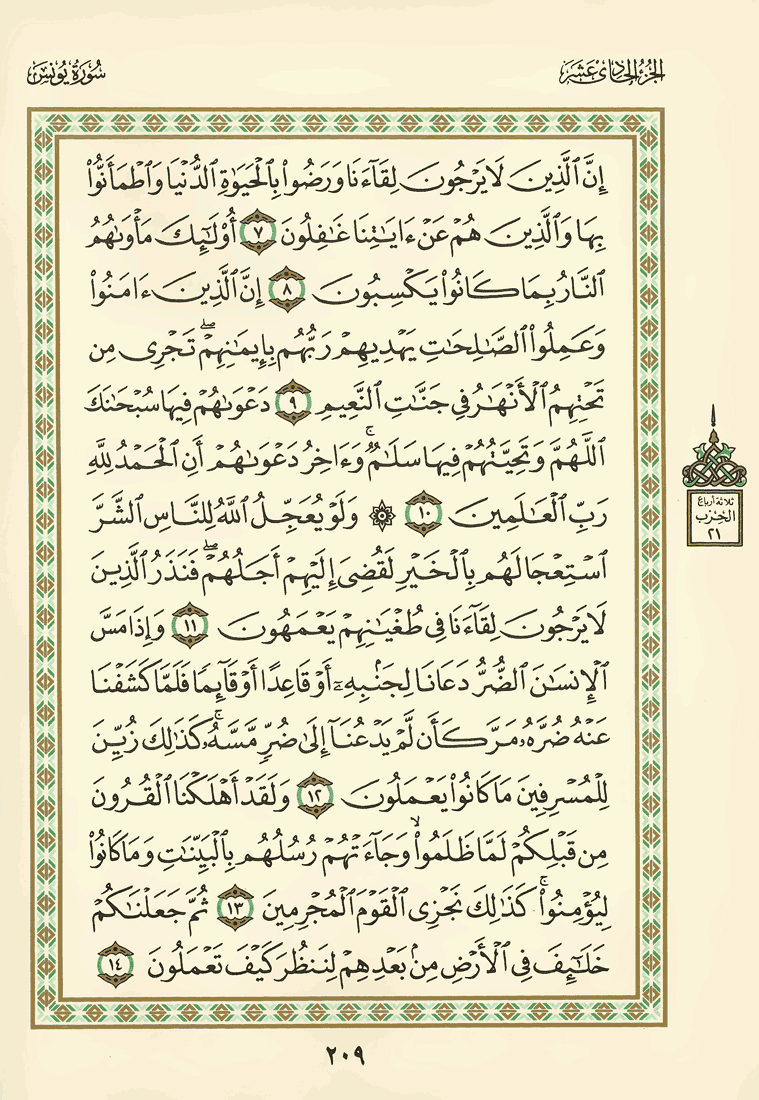 الجزء الحادي عشر
سورة يونس
إِنَّ ٱلَّذِينَ لَا يَرْجُونَ لِقَآءَنَا وَرَضُوا۟ بِٱلْحَيَوٰةِ ٱلدُّنْيَا وَٱطْمَأَنُّوا۟
بِهَا وَٱلَّذِينَ هُمْ عَنْ ءَايَـٰتِنَا غَـٰفِلُونَ ٧ أُو۟لَـٰٓئِكَ مَأْوَىٰهُمُ
ٱلنَّارُ بِمَا كَانُوا۟ يَكْسِبُونَ ٨ إِنَّ ٱلَّذِينَ ءَامَنُوا۟
وَعَمِلُوا۟ ٱلصَّـٰلِحَـٰتِ يَهْدِيهِمْ رَبُّهُم بِإِيمَـٰنِهِمْ ۖ تَجْرِى مِن
تَحْتِهِمُ ٱلْأَنْهَـٰرُ فِى جَنَّـٰتِ ٱلنَّعِيمِ ٩ دَعْوَىٰهُمْ فِيهَا سُبْحَـٰنَكَ
ٱللَّهُمَّ وَتَحِيَّتُهُمْ فِيهَا سَلَـٰمٌ ۚ وَءَاخِرُ دَعْوَىٰهُمْ أَنِ ٱلْحَمْدُ لِلَّهِ
رَبِّ ٱلْعَـٰلَمِينَ ١٠ ۞ وَلَوْ يُعَجِّلُ ٱللَّهُ لِلنَّاسِ ٱلشَّرَّ
ٱسْتِعْجَالَهُم بِٱلْخَيْرِ لَقُضِىَ إِلَيْهِمْ أَجَلُهُمْ ۖ فَنَذَرُ ٱلَّذِينَ
لَا يَرْجُونَ لِقَآءَنَا فِى طُغْيَـٰنِهِمْ يَعْمَهُونَ ١١ وَإِذَا مَسَّ
ٱلْإِنسَـٰنَ ٱلضُّرُّ دَعَانَا لِجَنۢبِهِۦٓ أَوْ قَاعِدًا أَوْ قَآئِمًا فَلَمَّا كَشَفْنَا
عَنْهُ ضُرَّهُۥ مَرَّ كَأَن لَّمْ يَدْعُنَآ إِلَىٰ ضُرٍّ مَّسَّهُۥ ۚ كَذَٰلِكَ زُيِّنَ
لِلْمُسْرِفِينَ مَا كَانُوا۟ يَعْمَلُونَ ١٢ وَلَقَدْ أَهْلَكْنَا ٱلْقُرُونَ
مِن قَبْلِكُمْ لَمَّا ظَلَمُوا۟ ۙ وَجَآءَتْهُمْ رُسُلُهُم بِٱلْبَيِّنَـٰتِ وَمَا كَانُوا۟
لِيُؤْمِنُوا۟ ۚ كَذَٰلِكَ نَجْزِى ٱلْقَوْمَ ٱلْمُجْرِمِينَ ١٣ ثُمَّ جَعَلْنَـٰكُمْ
خَلَـٰٓئِفَ فِى ٱلْأَرْضِ مِنۢ بَعْدِهِمْ لِنَنظُرَ كَيْفَ تَعْمَلُونَ ١٤
ثلاثة أرباع
الحزب
٢١
٢٠٩